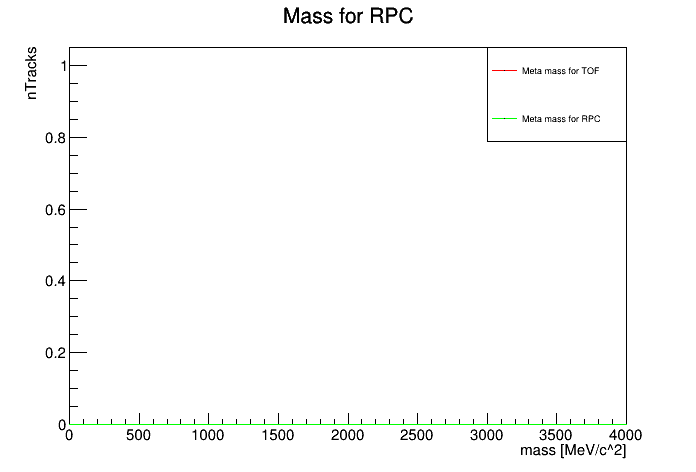 Mass for RPC
nTracks
Meta mass for TOF
Meta mass for RPC
1
0.8
0.6
0.4
0.2
0
0 500 1000 1500 2000 2500 3000 3500 4000
mass [MeV/c^2]